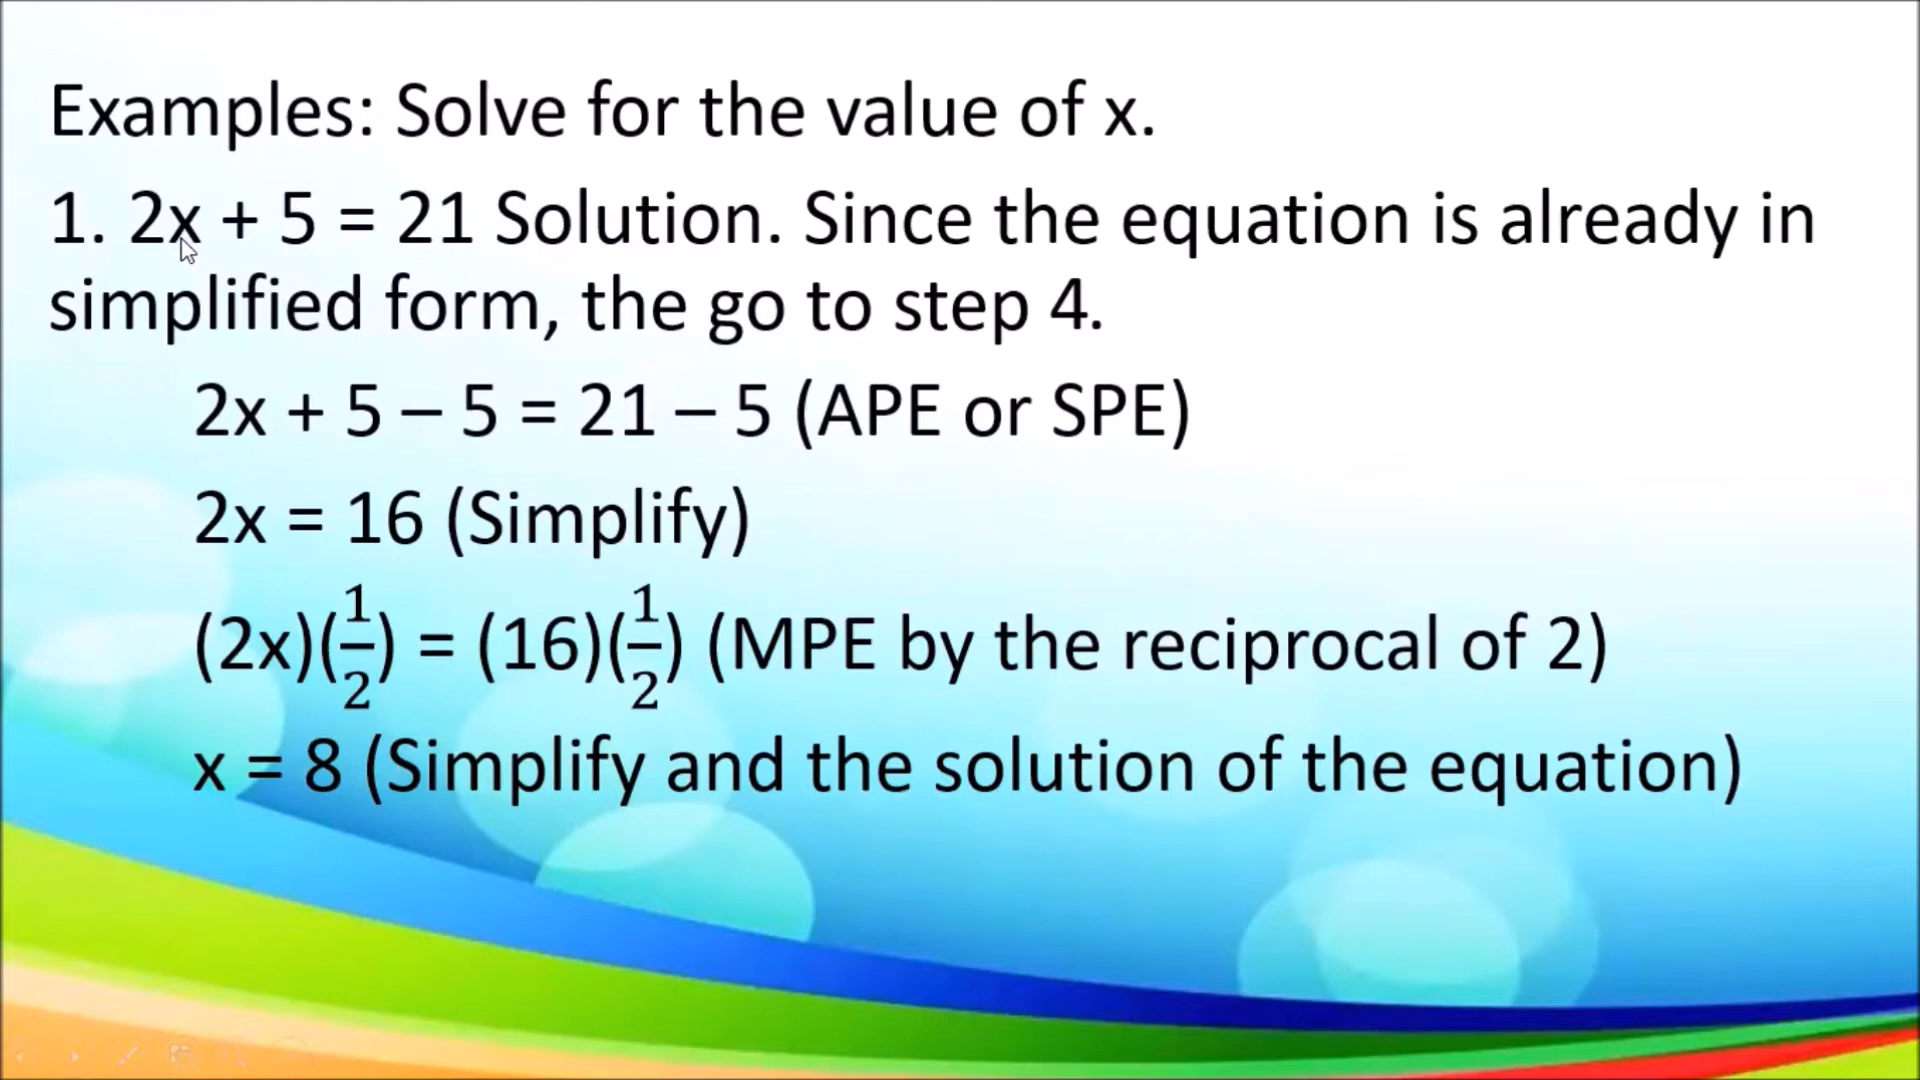 Examples: Solve for the value of x.
1. 2x + 5 = 21 Solution. Since the equation is already in
simplified form, the go to step 4.
2x + 5 – 5 = 21 – 5 (APE or SPE)
2x = 16 (Simplify)
(2x)(1/2) = (16)(1/2) (MPE by the reciprocal of 2)
x = 8 (Simplify and the solution of the equation)